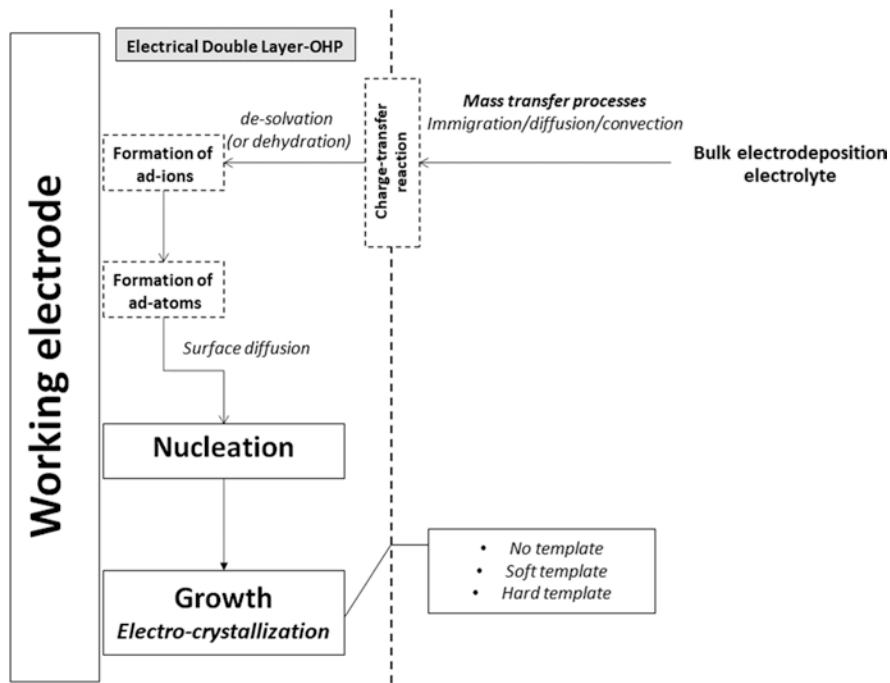 Working electrode
Electrical Double Layer-OHP
de-solvation
(or dehydration)
Charge-transfer
reaction
Mass transfer processes
Immigration/diffusion/convection
Bulk electrodeposition
electrolyte
Formation of
ad-ions
Formation of
ad-atoms
Surface diffusion
Nucleation
Growth
Electro-crystallization
• No template
• Soft template
• Hard template